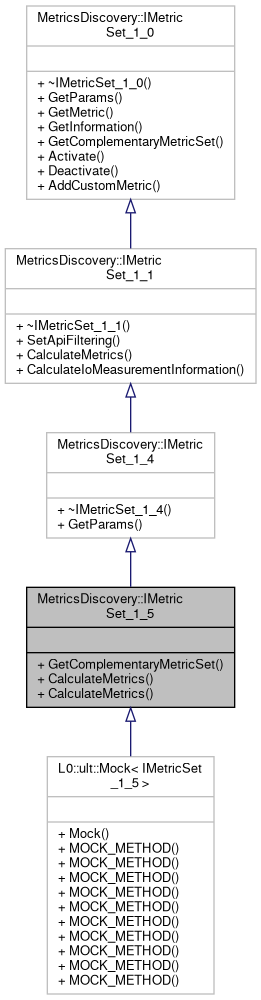 MetricsDiscovery::IMetric
Set_1_0
+ ~IMetricSet_1_0()
+ GetParams()
+ GetMetric()
+ GetInformation()
+ GetComplementaryMetricSet()
+ Activate()
+ Deactivate()
+ AddCustomMetric()
MetricsDiscovery::IMetric
Set_1_1
+ ~IMetricSet_1_1()
+ SetApiFiltering()
+ CalculateMetrics()
+ CalculateIoMeasurementInformation()
MetricsDiscovery::IMetric
Set_1_4
+ ~IMetricSet_1_4()
+ GetParams()
MetricsDiscovery::IMetric
Set_1_5
+ GetComplementaryMetricSet()
+ CalculateMetrics()
+ CalculateMetrics()
L0::ult::Mock< IMetricSet
_1_5 >
+ Mock()
+ MOCK_METHOD()
+ MOCK_METHOD()
+ MOCK_METHOD()
+ MOCK_METHOD()
+ MOCK_METHOD()
+ MOCK_METHOD()
+ MOCK_METHOD()
+ MOCK_METHOD()
+ MOCK_METHOD()
+ MOCK_METHOD()